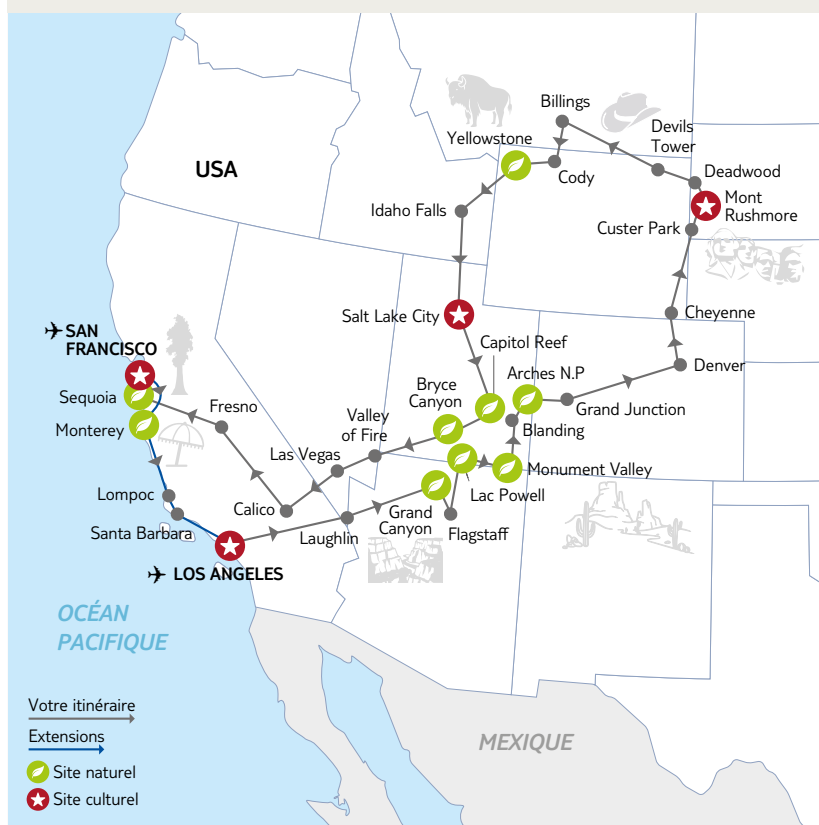 Billings
Yellowstone
Devils
Tower
USA
Cody
Deadwood
Mont
Rushmore
Idaho Falls
Custer Park
Salt Lake City
Cheyenne
SAN
FRANCISCO
Capitol Reef
Arches N.P
Denver
Bryce
Canyon
Sequoia
Fresno
Grand Junction
Monterey
Valley
of Fire
Blanding
Las Vegas
Monument Valley
Lac Powell
Lompoc
Calico
Grand
Canyon
Santa Barbara
Laughlin
Flagstaff
LOS ANGELES
OCÉAN
PACIFIQUE
Votre itinéraire
Extensions
MEXIQUE
Site naturel
Site culturel